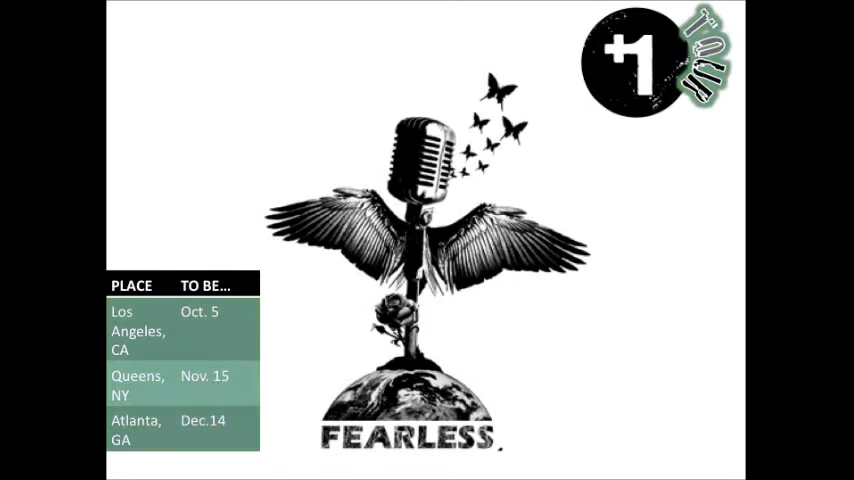 +1
TOUR
PLACE TO BE...
Los Oct. 5
Angeles,
CA
Queens, Nov. 15
NY
Atlanta, Dec.14
GA
FEARLESS.